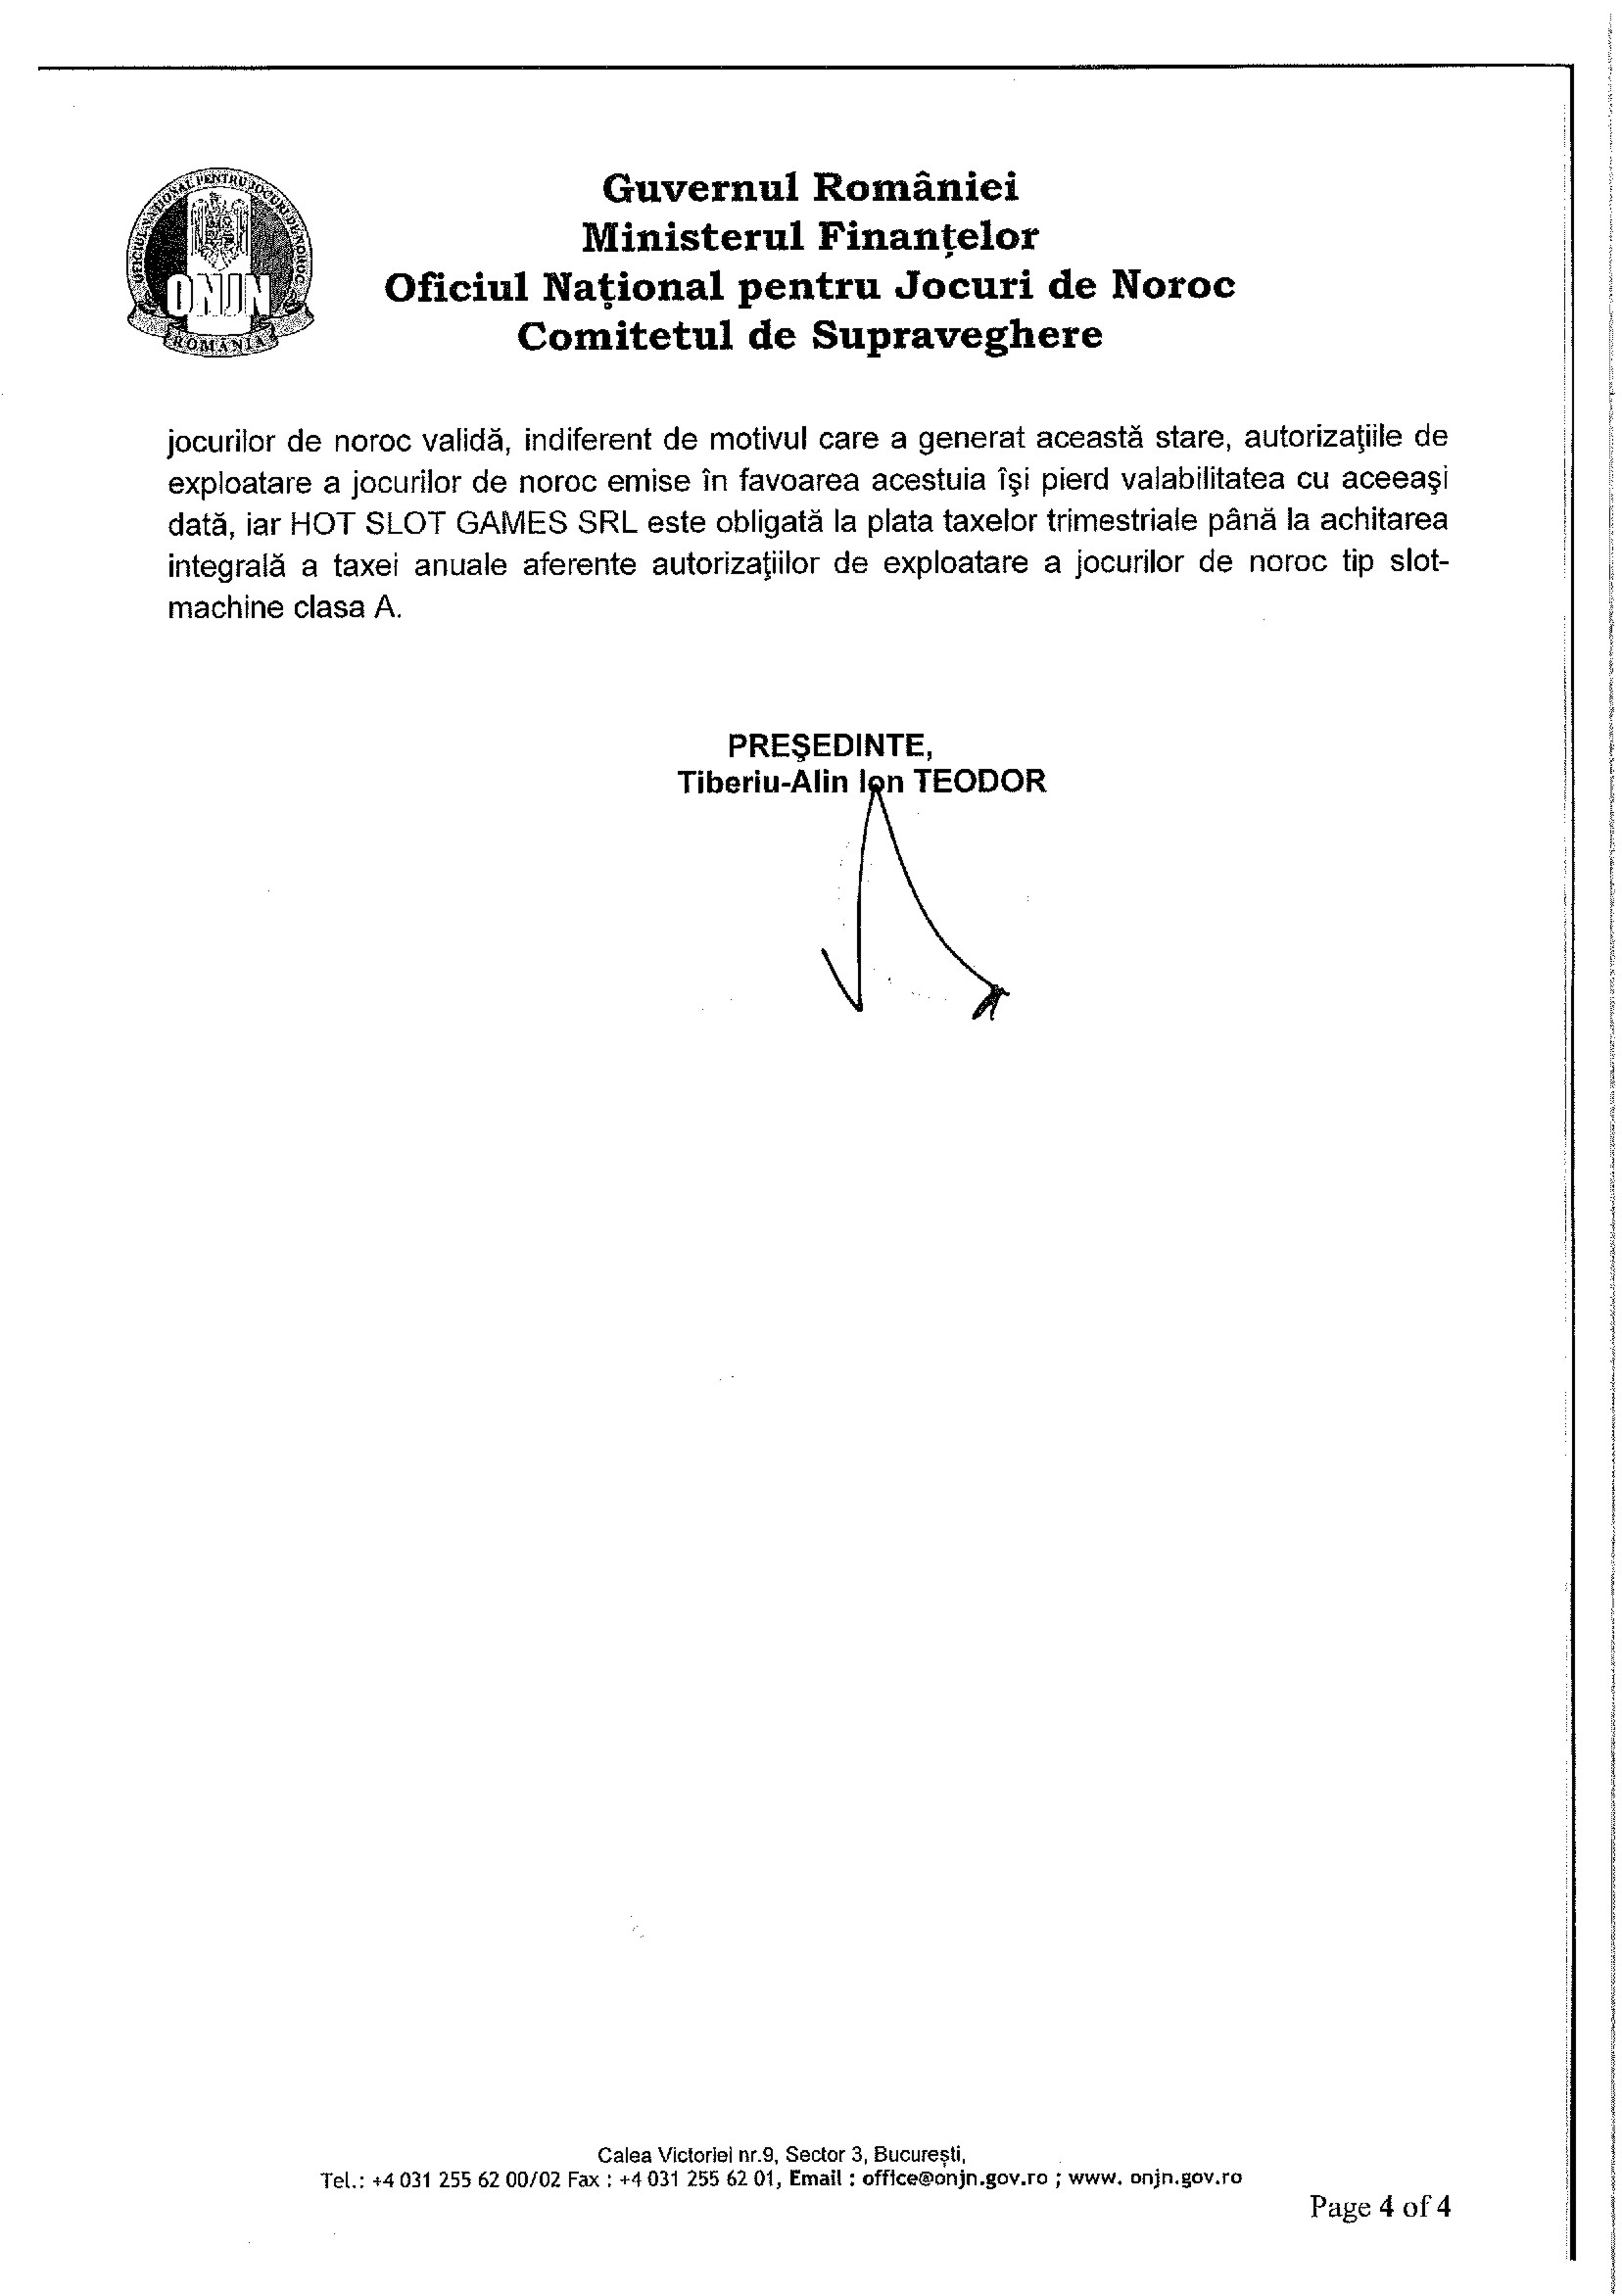 OFICIUL NAŢIONAL PENTRU JOCURI DE NOROC
ONJN
ROMÂNIA
Guvernul României
Ministerul Finanţelor
Oficiul Naţional pentru Jocuri de Noroc
Comitetul de Supraveghere
jocurilor de noroc validă, indiferent de motivul care a generat această stare, autorizaţiile de
exploatare a jocurilor de noroc emise în favoarea acestuia îşi pierd valabilitatea cu aceeaşi
dată, iar HOT SLOT GAMES SRL este obligată la plata taxelor trimestriale până la achitarea
integrală a taxei anuale aferente autorizaţiilor de exploatare a jocurilor de noroc tip slot-
machine clasa A.
PREŞEDINTE,
Tiberiu-Alin Ion TEODOR
Calea Victoriei nr.9, Sector 3, Bucureşti,
Tel.: +4 031 255 62 00/02 Fax : +4 031 255 62 01, Email : office@onjn.gov.ro ; www. onjn.gov.ro
Page 4 of 4